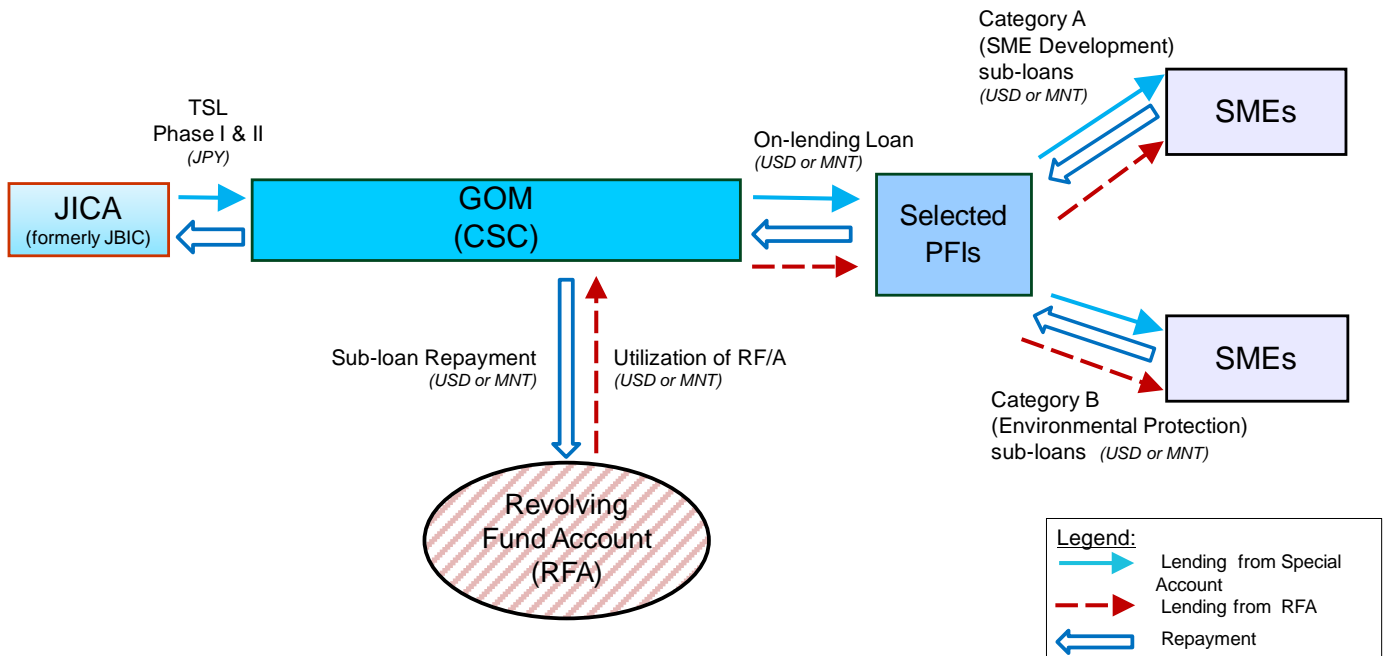 TSL
Phase I & II
(JPY)
JICA
(formerly JBIC)
GOM
(CSC)
On-lending Loan
(USD or MNT)
Selected
PFIs
Category A
(SME Development)
sub-loans
(USD or MNT)
SMEs
SMEs
Category B
(Environmental Protection)
sub-loans (USD or MNT)
Sub-loan Repayment
(USD or MNT)
Utilization of RF/A
(USD or MNT)
Revolving
Fund Account
(RFA)
Legend:
Lending from Special
Account
Lending from RFA
Repayment